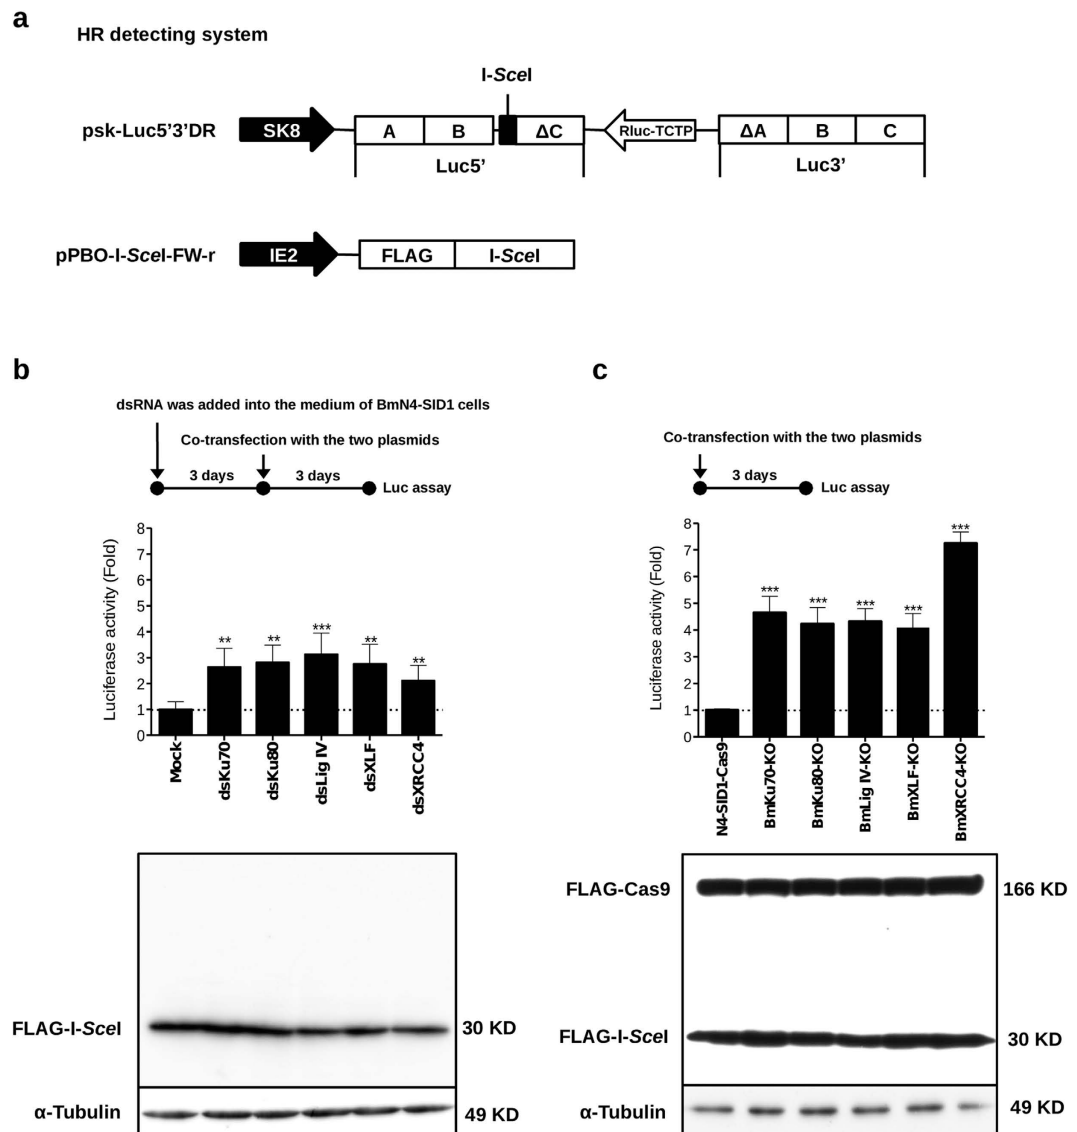 a
HR detecting system
I-SceI
psk-Luc5’3’DR
SK8
A
B
ΔC
Rluc-TCTP
ΔA
B
C
Luc5’
Luc3’
pPBO-I-SceI-FW-r
IE2
FLAG
I-SceI
b
dsRNA was added into the medium of BmN4-SID1 cells
Co-transfection with the two plasmids
3 days
3 days
Luc assay
Luciferase activity (Fold)
8
7
6
5
4
3
2
1
0
**
**
***
**
**
Mock
dsKu70
dsKu80
dsLig IV
dsXLF
dsXRCC4
FLAG-I-SceI
30 KD
α-Tubulin
49 KD
c
Co-transfection with the two plasmids
3 days
Luc assay
Luciferase activity (Fold)
8
7
6
5
4
3
2
1
0
***
***
***
***
***
N4-SID1-Cas9
BmKu70-KO
BmKu80-KO
BmLig IV-KO
BmXLF-KO
BmXRCC4-KO
FLAG-Cas9
166 KD
FLAG-I-SceI
30 KD
α-Tubulin
49 KD